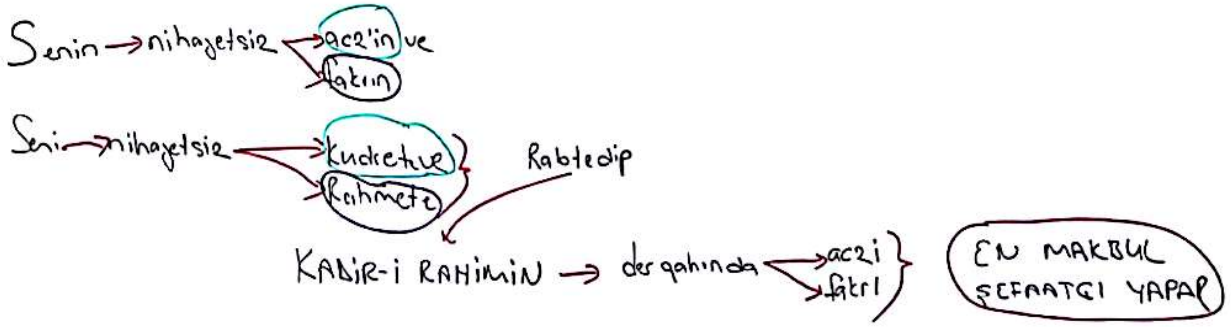 Senin → nihayetsiz → acz'in ve
→ fakrın
Seni → nihayetsiz → kudrete ve
→ Rahmete
Rabtedip
KADİR-İ RAHİMİN → dergahında → aczi
→ fakrı
EN MAKBUL
ŞEFAATÇI YAPAR